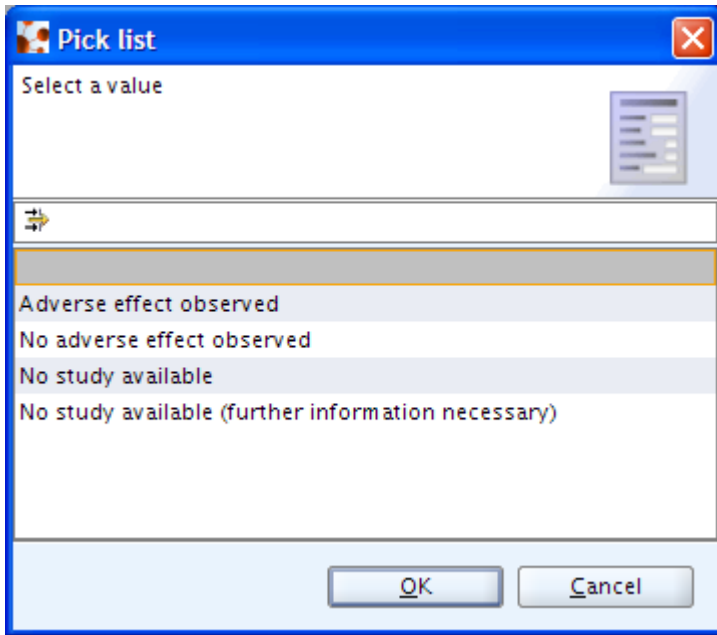 Pick list
Select a value
Adverse effect observed
No adverse effect observed
No study available
No study available (further information necessary)
OK
Cancel